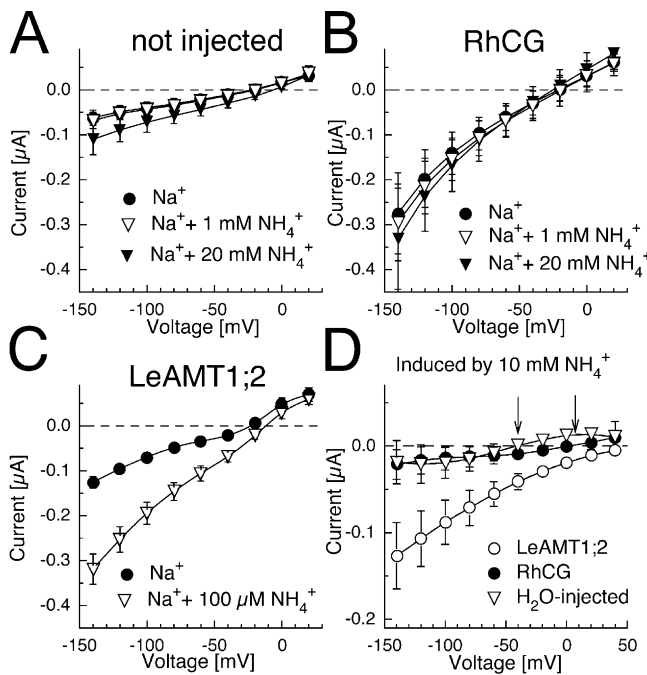 A
not injected
0.0
-0.1
-0.2
-0.3
-0.4
Current [µA]
Na⁺
Na⁺+ 1 mM NH₄⁺
Na⁺+ 20 mM NH₄⁺
-150 -100 -50 0
Voltage [mV]
B
RhCG
0.0
-0.1
-0.2
-0.3
-0.4
Current [µA]
Na⁺
Na⁺+ 1 mM NH₄⁺
Na⁺+ 20 mM NH₄⁺
-150 -100 -50 0
Voltage [mV]
C
LeAMT1;2
0.0
-0.1
-0.2
-0.3
-0.4
Current [µA]
Na⁺
Na⁺+ 100 µM NH₄⁺
-150 -100 -50 0
Voltage [mV]
D
Induced by 10 mM NH₄⁺
0.0
-0.1
-0.2
Current [µA]
LeAMT1;2
RhCG
H₂O-injected
-150 -100 -50 0 50
Voltage [mV]